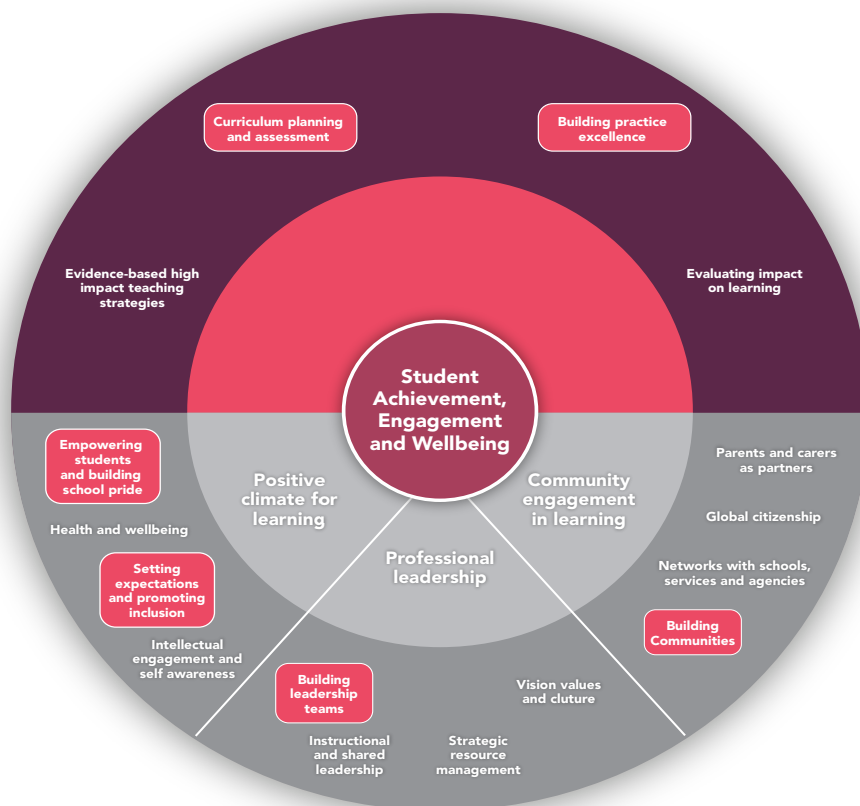 Curriculum planning
and assessment
Building practice
excellence
Evidence-based high
impact teaching
strategies
Evaluating impact
on learning
Student
Achievement,
Engagement
and Wellbeing
Empowering
students
and building
school pride
Health and wellbeing
Setting
expectations
and promoting
inclusion
Intellectual
engagement and
self awareness
Positive
climate for
learning
Professional
leadership
Community
engagement
in learning
Parents and carers
as partners
Global citizenship
Networks with schools,
services and agencies
Building
Communities
Building
leadership
teams
Instructional
and shared
leadership
Strategic
resource
management
Vision values
and cluture